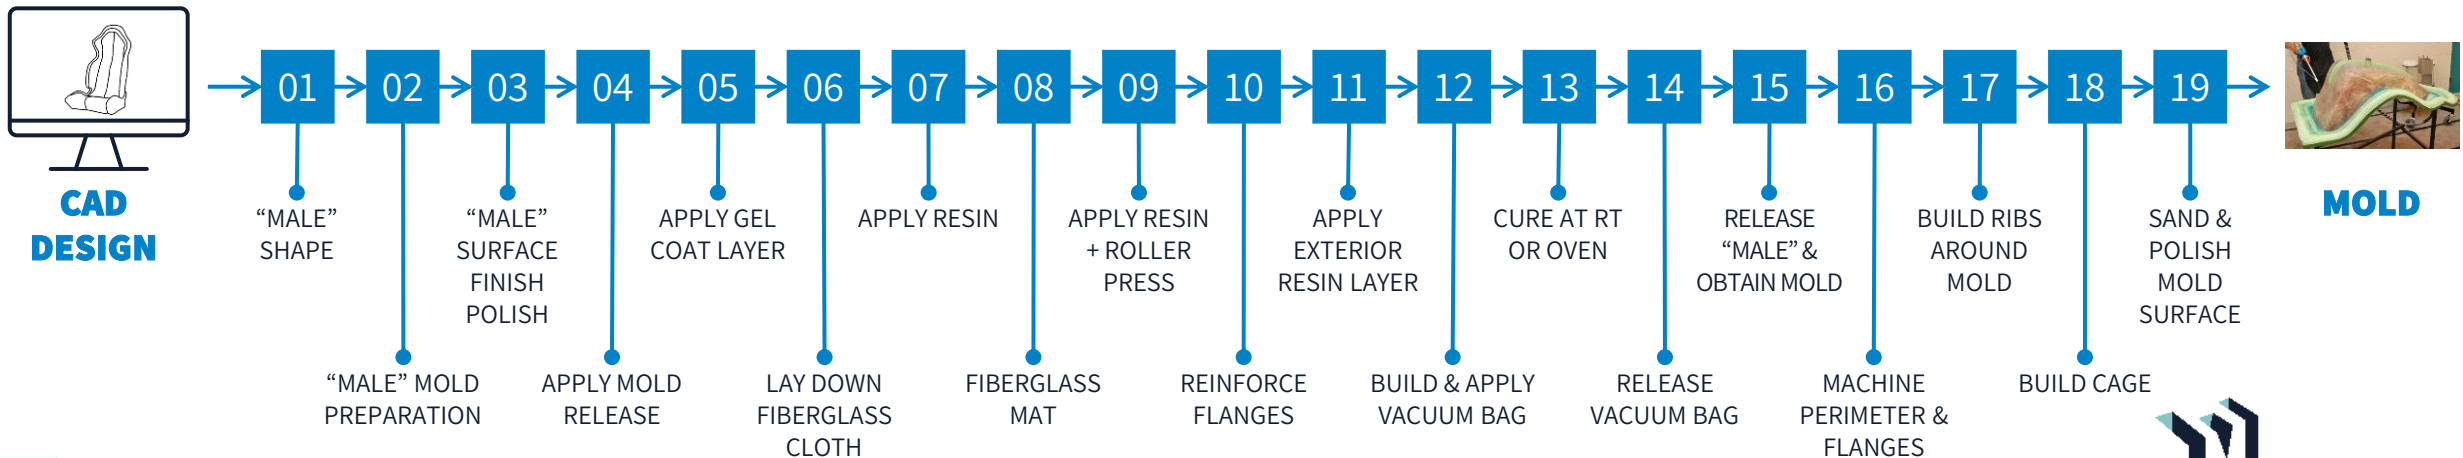 CAD
DESIGN
01
02
03
04
05
06
07
08
09
10
11
12
13
14
15
16
17
18
19
“MALE”
SHAPE
“MALE” MOLD
PREPARATION
“MALE”
SURFACE
FINISH
POLISH
APPLY MOLD
RELEASE
APPLY GEL
COAT LAYER
LAY DOWN
FIBERGLASS
CLOTH
APPLY RESIN
FIBERGLASS
MAT
APPLY RESIN
+ ROLLER
PRESS
REINFORCE
FLANGES
APPLY
EXTERIOR
RESIN LAYER
BUILD & APPLY
VACUUM BAG
CURE AT RT
OR OVEN
RELEASE
VACUUM BAG
RELEASE
“MALE” &
OBTAIN MOLD
MACHINE
PERIMETER &
FLANGES
BUILD RIBS
AROUND
MOLD
BUILD CAGE
SAND &
POLISH
MOLD
SURFACE
MOLD